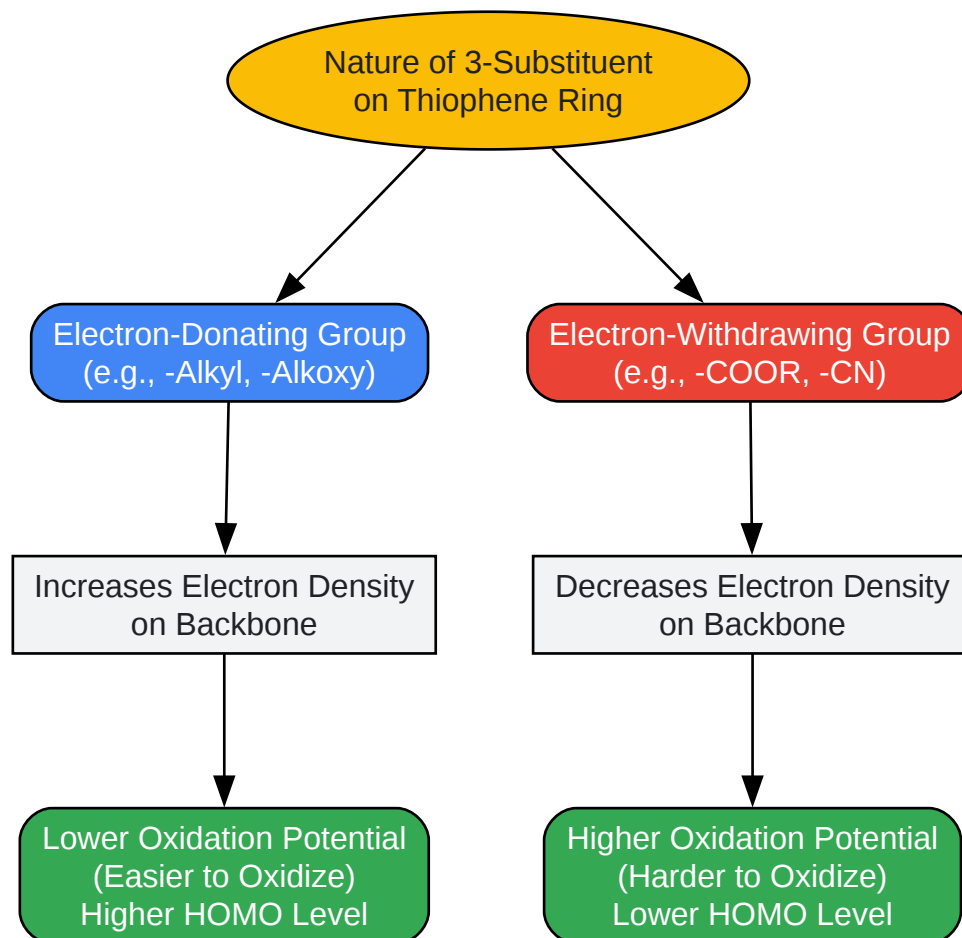 Nature of 3-Substituent
on Thiophene Ring
Electron-Donating Group
(e.g., -Alkyl, -Alkoxy)
Electron-Withdrawing Group
(e.g., -COOR, -CN)
Increases Electron Density
on Backbone
Decreases Electron Density
on Backbone
Lower Oxidation Potential
(Easier to Oxidize)
Higher HOMO Level
Higher Oxidation Potential
(Harder to Oxidize)
Lower HOMO Level